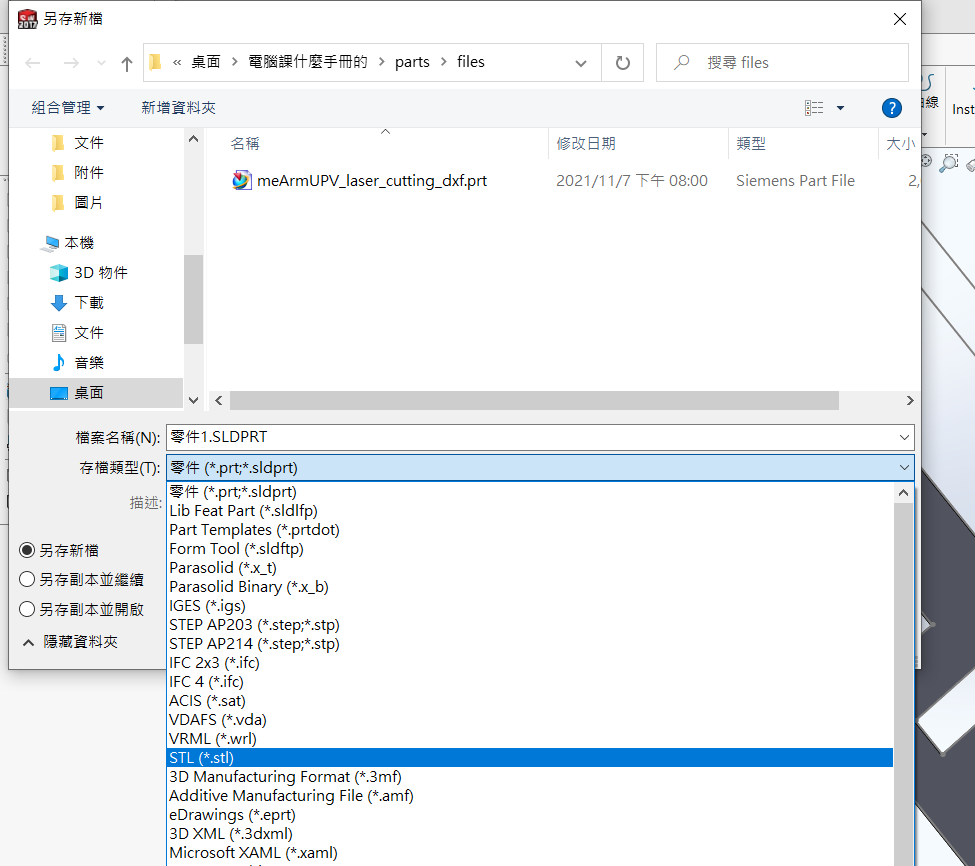 另存新檔
« 桌面 › 電腦課什麼手冊的 › parts › files
搜尋 files
組合管理
新增資料夾
名稱
修改日期
類型
大小
文件
附件
圖片
本機
3D 物件
下載
文件
音樂
桌面
meArmUPV_laser_cutting_dxf.prt
2021/11/7 下午 08:00
Siemens Part File
2,
線
Inst
檔案名稱(N):
零件1.SLDPRT
存檔類型(T):
零件 (*.prt;*.sldprt)
描述:
另存新檔
另存副本並繼續
另存副本並開啟
隱藏資料夾
零件 (*.prt;*.sldprt)
Lib Feat Part (*.sldlfp)
Part Templates (*.prtdot)
Form Tool (*.sldftp)
Parasolid (*.x_t)
Parasolid Binary (*.x_b)
IGES (*.igs)
STEP AP203 (*.step;*.stp)
STEP AP214 (*.step;*.stp)
IFC 2x3 (*.ifc)
IFC 4 (*.ifc)
ACIS (*.sat)
VDAFS (*.vda)
VRML (*.wrl)
STL (*.stl)
3D Manufacturing Format (*.3mf)
Additive Manufacturing File (*.amf)
eDrawings (*.eprt)
3D XML (*.3dxml)
Microsoft XAML (*.xaml)